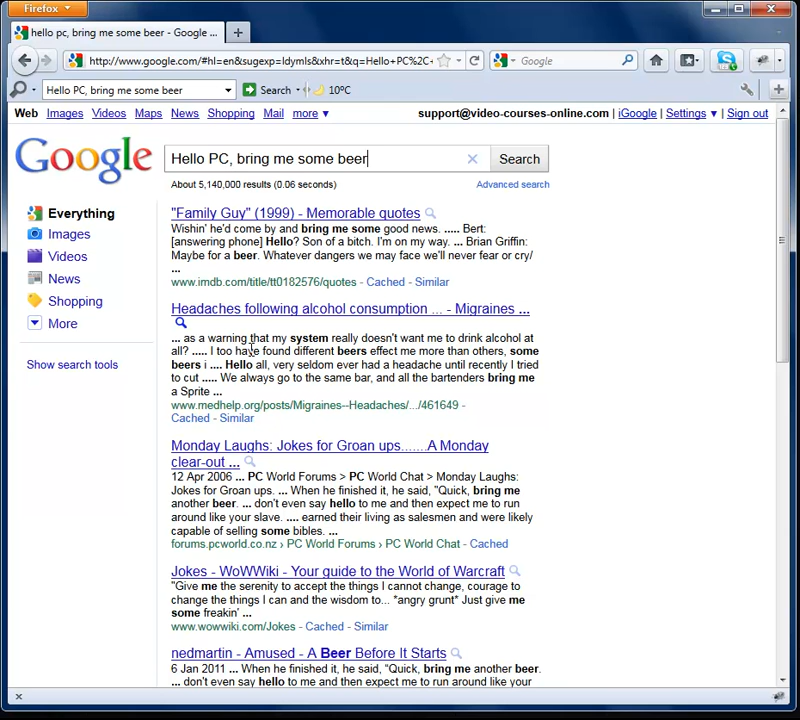 Firefox
hello pc, bring me some beer - Google ...
http://www.google.com/#hl=en&sugexp=ldymls&xhr=t&q=Hello+PC%2C+
Google
Hello PC, bring me some beer
Search
10ºC
Web Images Videos Maps News Shopping Mail more ▼
support@video-courses-online.com | iGoogle | Settings ▼ | Sign out
Google
Hello PC, bring me some beer
Search
About 5,140,000 results (0.06 seconds)
Advanced search
Everything
Images
Videos
News
Shopping
More
Show search tools
"Family Guy" (1999) - Memorable quotes
Wishin' he'd come by and bring me some good news. ..... Bert:
[answering phone] Hello? Son of a bitch. I'm on my way. ... Brian Griffin:
Maybe for a beer. Whatever dangers we may face we'll never fear or cry/
...
www.imdb.com/title/tt0182576/quotes - Cached - Similar
Headaches following alcohol consumption ... - Migraines ...
... as a warning that my system really doesn't want me to drink alcohol at
all? ..... I too have found different beers effect me more than others, some
beers i .... Hello all, very seldom ever had a headache until recently I tried
to cut ..... We always go to the same bar, and all the bartenders bring me
a Sprite ...
www.medhelp.org/posts/Migraines--Headaches/.../461649 -
Cached - Similar
Monday Laughs: Jokes for Groan ups.......A Monday
clear-out ...
12 Apr 2006 ... PC World Forums > PC World Chat > Monday Laughs:
Jokes for Groan ups. ... When he finished it, he said, "Quick, bring me
another beer. ... don't even say hello to me and then expect me to run
around like your slave. .... earned their living as salesmen and were likely
capable of selling some bibles. ...
forums.pcworld.co.nz › PC World Forums › PC World Chat - Cached
Jokes - WoWWiki - Your guide to the World of Warcraft
"Give me the serenity to accept the things I cannot change, courage to
change the things I can and the wisdom to... *angry grunt* Just give me
some freakin' ...
www.wowwiki.com/Jokes - Cached - Similar
nedmartin - Amused - A Beer Before It Starts
6 Jan 2011 ... When he finished it, he said, “Quick, bring me another beer.
... don't even say hello to me and then expect me to run around like your